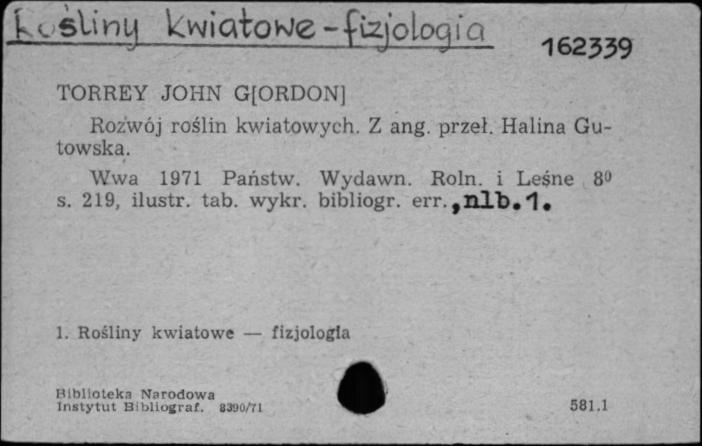 Rośliny kwiatowe-fizjologia
162339
TORREY JOHN G[ORDON]
Rozwój roślin kwiatowych. Z ang. przeł. Halina Gu-
towska.
Wwa 1971 Państw. Wydawn. Roln. i Leśne 8⁰
s. 219, ilustr. tab. wykr. bibliogr. err.,nlb.1.
1. Rośliny kwiatowe — fizjologia
Biblioteka Narodowa
Instytut Bibliograf. 8390/71
581.1